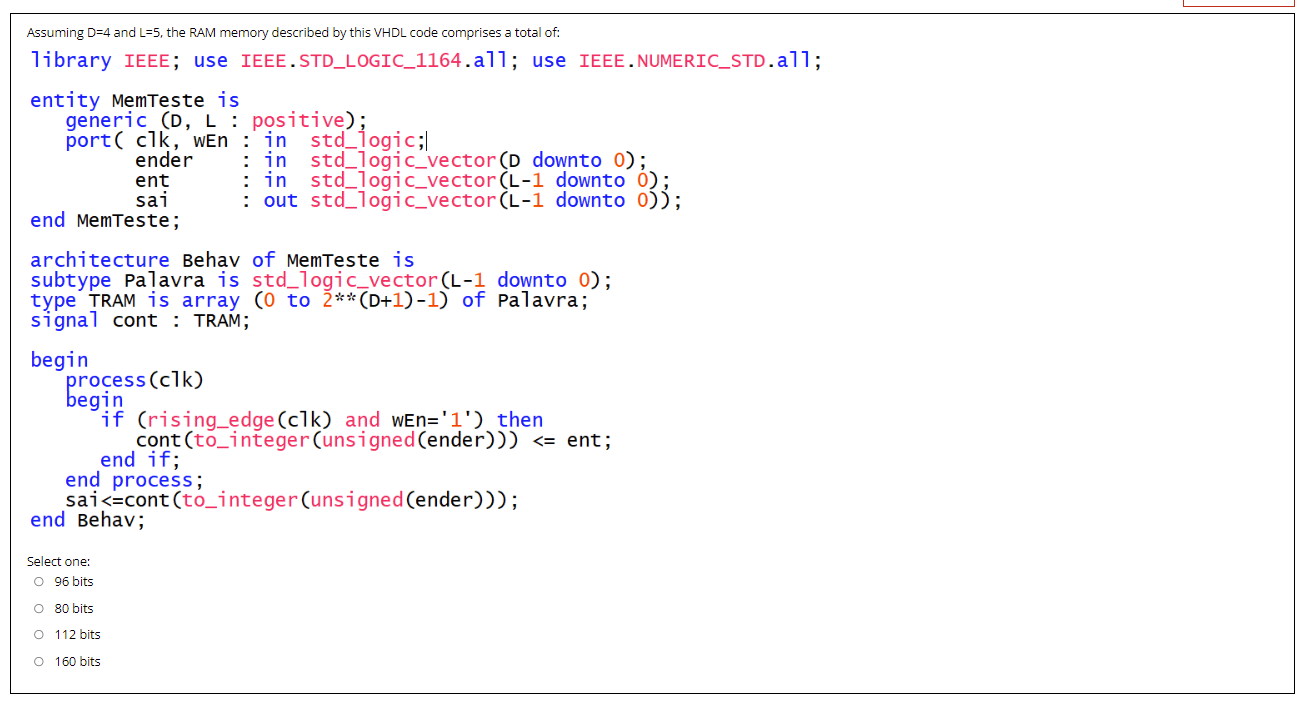 Assuming D=4 and L=5, the RAM memory described by this VHDL code comprises a total of:
library IEEE; use IEEE.STD_LOGIC_1164.all; use IEEE.NUMERIC_STD.all;
entity MemTeste is
generic (D, L : positive);
port( clk, wEn : in std_logic;
ender : in std_logic_vector(D downto 0);
ent : in std_logic_vector(L-1 downto 0);
sai : out std_logic_vector(L-1 downto 0));
end MemTeste;
architecture Behav of MemTeste is
subtype Palavra is std_logic_vector(L-1 downto 0);
type TRAM is array (0 to 2**(D+1)-1) of Palavra;
signal cont : TRAM;
begin
process(clk)
begin
if (rising_edge(clk) and wEn='1') then
cont(to_integer(unsigned(ender))) <= ent;
end if;
end process;
sai<=cont(to_integer(unsigned(ender)));
end Behav;
Select one:
96 bits
80 bits
112 bits
160 bits